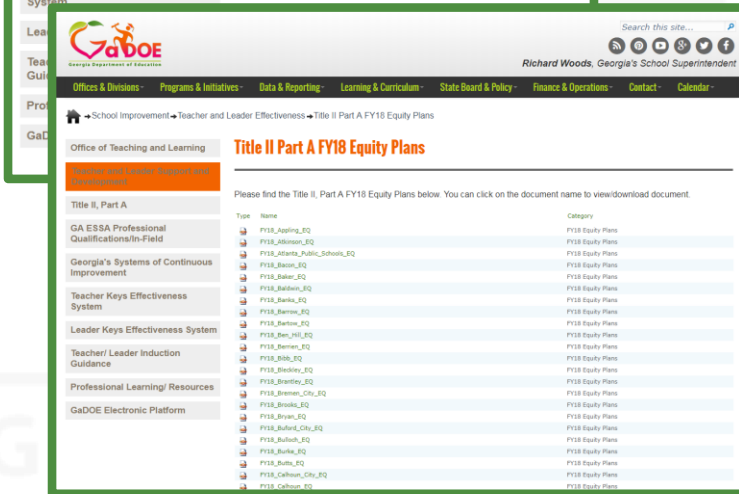 System
Lea
Tea
Gui
Prof
GaD
GaDOE
Georgia Department of Education
Search this site...
Richard Woods, Georgia's School Superintendent
Offices & Divisions Programs & Initiatives Data & Reporting Learning & Curriculum State Board & Policy Finance & Operations Contact Calendar
School Improvement Teacher and Leader Effectiveness Title II Part A FY18 Equity Plans
Office of Teaching and Learning
Teacher and Leader Support and
Development
Title II, Part A
GA ESSA Professional
Qualifications/In-Field
Georgia's Systems of Continuous
Improvement
Teacher Keys Effectiveness
System
Leader Keys Effectiveness System
Teacher/ Leader Induction
Guidance
Professional Learning/ Resources
GaDOE Electronic Platform
Title II Part A FY18 Equity Plans
Please find the Title II, Part A FY18 Equity Plans below. You can click on the document name to view/download document.
Type Name Category
FY18_Appling_EQ FY18 Equity Plans
FY18_Atkinson_EQ FY18 Equity Plans
FY18_Atlanta_Public_Schools_EQ FY18 Equity Plans
FY18_Bacon_EQ FY18 Equity Plans
FY18_Baker_EQ FY18 Equity Plans
FY18_Baldwin_EQ FY18 Equity Plans
FY18_Banks_EQ FY18 Equity Plans
FY18_Barrow_EQ FY18 Equity Plans
FY18_Bartow_EQ FY18 Equity Plans
FY18_Ben_Hill_EQ FY18 Equity Plans
FY18_Berrien_EQ FY18 Equity Plans
FY18_Bibb_EQ FY18 Equity Plans
FY18_Bleckley_EQ FY18 Equity Plans
FY18_Brantley_EQ FY18 Equity Plans
FY18_Bremen_City_EQ FY18 Equity Plans
FY18_Brooks_EQ FY18 Equity Plans
FY18_Bryan_EQ FY18 Equity Plans
FY18_Buford_City_EQ FY18 Equity Plans
FY18_Bulloch_EQ FY18 Equity Plans
FY18_Burke_EQ FY18 Equity Plans
FY18_Butts_EQ FY18 Equity Plans
FY18_Calhoun_City_EQ FY18 Equity Plans
FY18_Calhoun_EQ FY18 Equity Plans
G